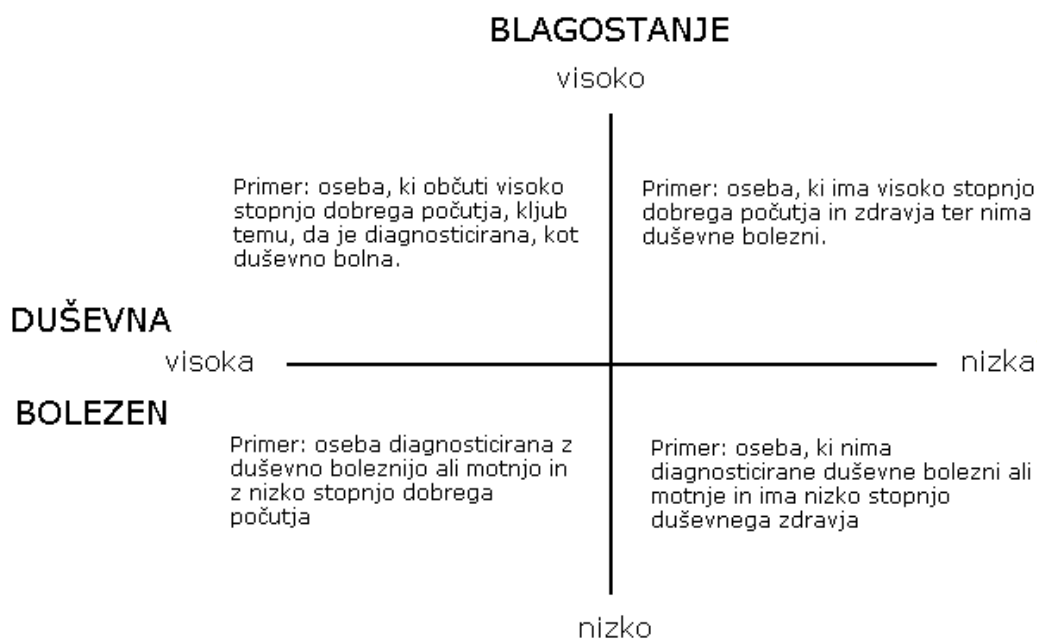 BLAGOSTANJE
visoko
Primer: oseba, ki občuti visoko
stopnjo dobrega počutja, kljub
temu, da je diagnosticirana, kot
duševno bolna.
Primer: oseba, ki ima visoko stopnjo
dobrega počutja in zdravja ter nima
duševne bolezni.
DUŠEVNA
visoka
nizka
BOLEZEN
Primer: oseba diagnosticirana z
duševno boleznijo ali motnjo in
z nizko stopnjo dobrega
počutja
Primer: oseba, ki nima
diagnosticirane duševne bolezni ali
motnje in ima nizko stopnjo
duševnega zdravja
nizko